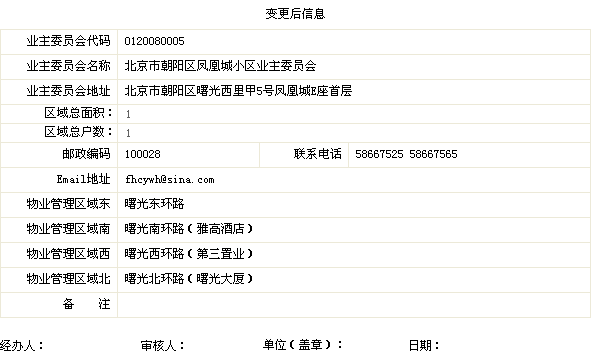 变更后信息
业主委员会代码 0120080005
业主委员会名称 北京市朝阳区凤凰城小区业主委员会
业主委员会地址 北京市朝阳区曙光西里甲5号凤凰城E座首层
区域总面积： 1
区域总户数： 1
邮政编码 100028 联系电话 58667525 58667565
Email地址 fhcywh@sina.com
物业管理区域东 曙光东环路
物业管理区域南 曙光南环路（雅高酒店）
物业管理区域西 曙光西环路（第三置业）
物业管理区域北 曙光北环路（曙光大厦）
备 注
经办人： 审核人： 单位（盖章）： 日期：